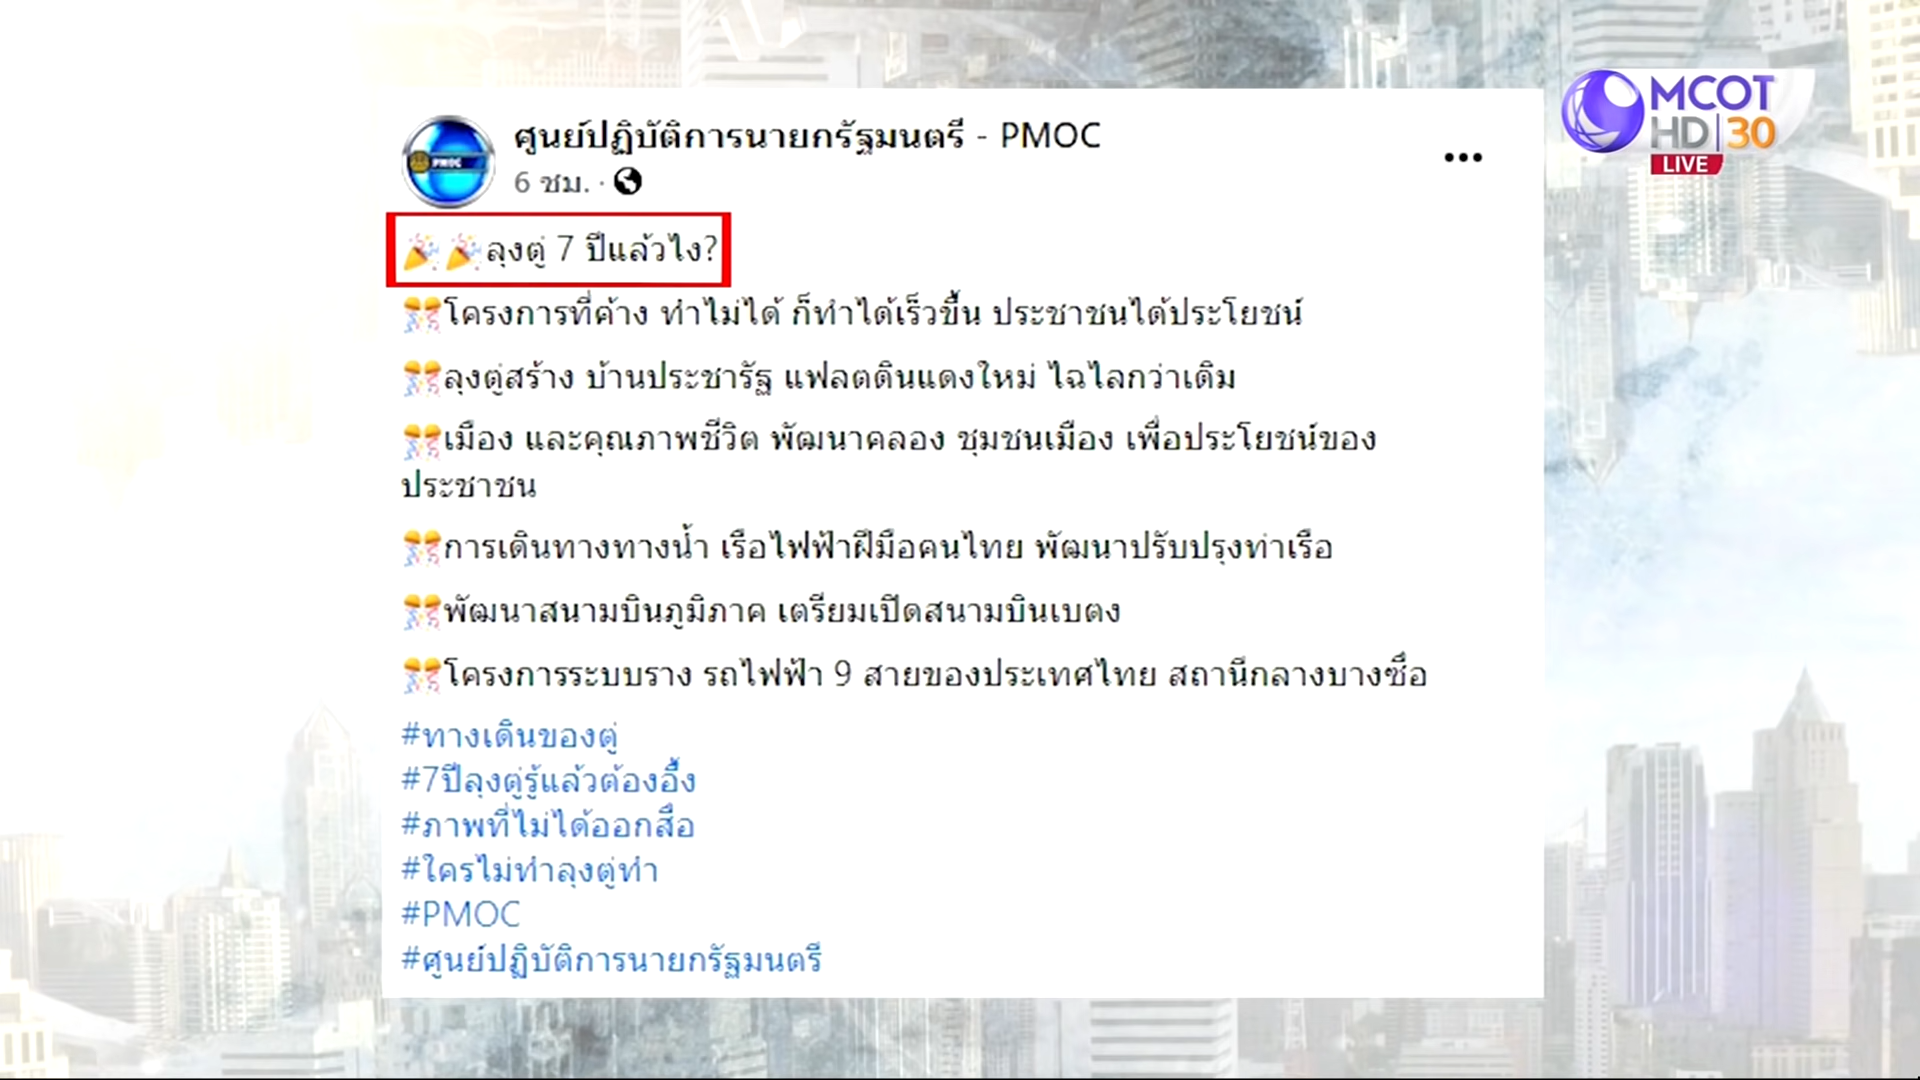 ศูนย์ปฏิบัติการนายกรัฐมนตรี - PMOC
6 ชม. ·
MCOT
HD 30
LIVE
🎉🎉ลุงตู่ 7 ปีแล้วไง?
🎊โครงการที่ค้าง ทำไม่ได้ ก็ทำได้เร็วขึ้น ประชาชนได้ประโยชน์
🎊ลุงตู่สร้าง บ้านประชารัฐ แฟลตดินแดงใหม่ ไฉไลกว่าเดิม
🎊เมือง และคุณภาพชีวิต พัฒนาคลอง ชุมชนเมือง เพื่อประโยชน์ของ
ประชาชน
🎊การเดินทางทางน้ำ เรือไฟฟ้าฝีมือคนไทย พัฒนาปรับปรุงท่าเรือ
🎊พัฒนาสนามบินภูมิภาค เตรียมเปิดสนามบินเบตง
🎊โครงการระบบราง รถไฟฟ้า 9 สายของประเทศไทย สถานีกลางบางซื่อ
#ทางเดินของตู่
#7ปีลุงตู่รู้แล้วต้องอึ้ง
#ภาพที่ไม่ได้ออกสื่อ
#ใครไม่ทำลุงตู่ทำ
#PMOC
#ศูนย์ปฏิบัติการนายกรัฐมนตรี